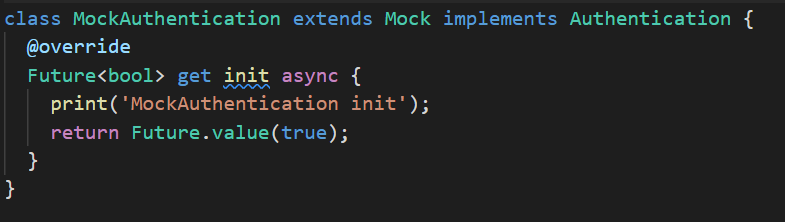 class MockAuthentication extends Mock implements Authentication {
  @override
  Future<bool> get init async {
    print('MockAuthentication init');
    return Future.value(true);
  }
}